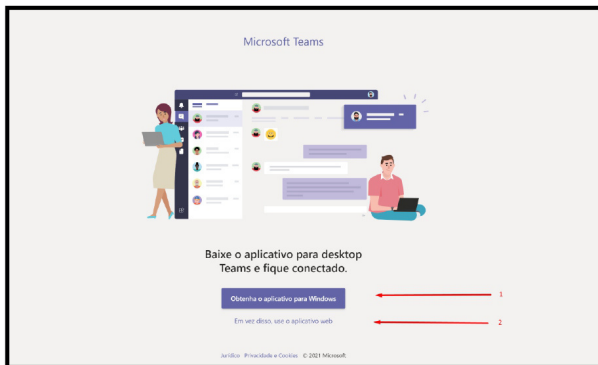 Microsoft Teams
Baixe o aplicativo para desktop
Teams e fique conectado.
Obtenha o aplicativo para Windows
1
Em vez disso, use o aplicativo web
2
Jurídico Privacidade e Cookies © 2021 Microsoft